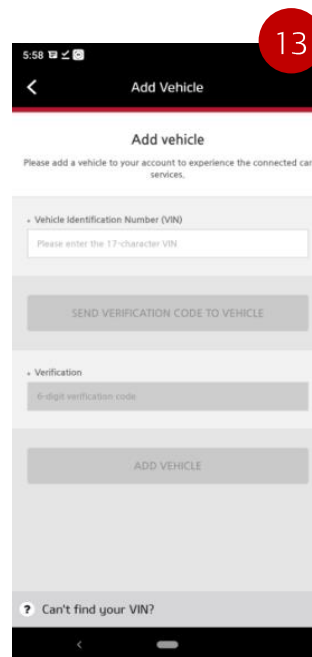 13
5:58
Add Vehicle
Add vehicle
Please add a vehicle to your account to experience the connected car
services.
Vehicle Identification Number (VIN)
Please enter the 17-character VIN
SEND VERIFICATION CODE TO VEHICLE
Verification
6-digit verification code
ADD VEHICLE
? Can't find your VIN?